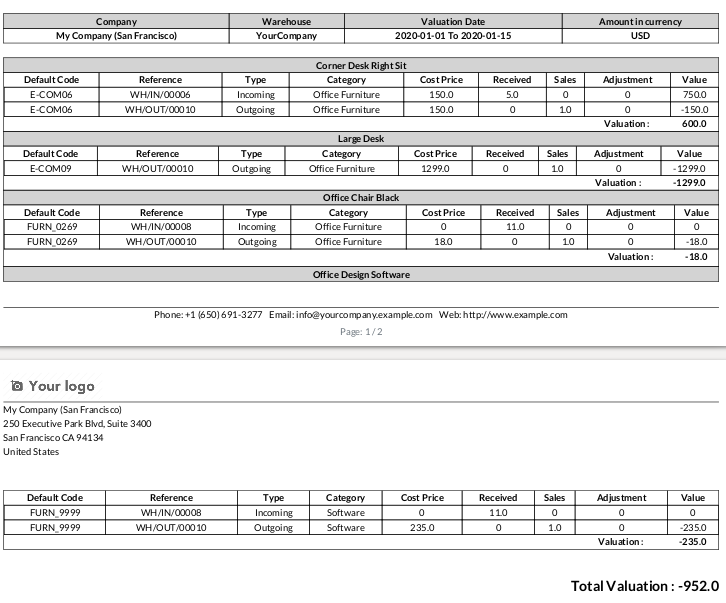 Company Warehouse Valuation Date Amount in currency
My Company (San Francisco) YourCompany 2020-01-01 To 2020-01-15 USD
Corner Desk Right Sit
Default Code Reference Type Category Cost Price Received Sales Adjustment Value
E-COM06 WH/IN/00006 Incoming Office Furniture 150.0 5.0 0 0 750.0
E-COM06 WH/OUT/00010 Outgoing Office Furniture 150.0 0 1.0 0 -150.0
Valuation : 600.0
Large Desk
Default Code Reference Type Category Cost Price Received Sales Adjustment Value
E-COM09 WH/OUT/00010 Outgoing Office Furniture 1299.0 0 1.0 0 -1299.0
Valuation : -1299.0
Office Chair Black
Default Code Reference Type Category Cost Price Received Sales Adjustment Value
FURN_0269 WH/IN/00008 Incoming Office Furniture 0 11.0 0 0 0
FURN_0269 WH/OUT/00010 Outgoing Office Furniture 18.0 0 1.0 0 -18.0
Valuation : -18.0
Office Design Software
Phone: +1 (650) 691-3277 Email: info@yourcompany.example.com Web: http://www.example.com
Page: 1 / 2
Your logo
My Company (San Francisco)
250 Executive Park Blvd, Suite 3400
San Francisco CA 94134
United States
Default Code Reference Type Category Cost Price Received Sales Adjustment Value
FURN_9999 WH/IN/00008 Incoming Software 0 11.0 0 0 0
FURN_9999 WH/OUT/00010 Outgoing Software 235.0 0 1.0 0 -235.0
Valuation : -235.0
Total Valuation : -952.0